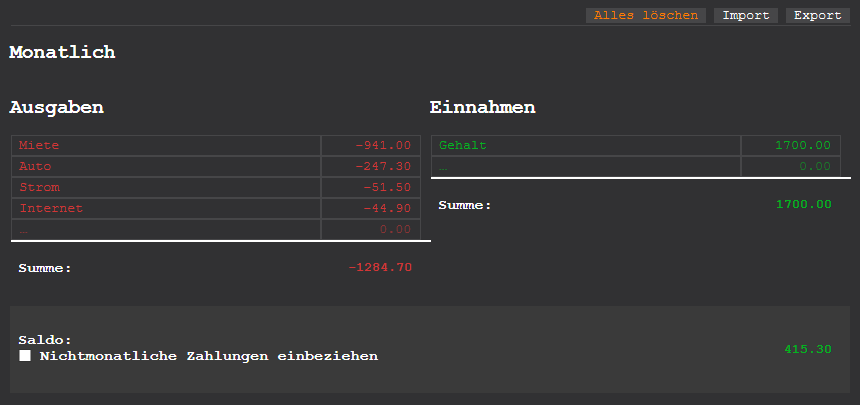 Alles löschen Import Export
Monatlich
Ausgaben
Miete -941.00
Auto -247.30
Strom -51.50
Internet -44.90
… 0.00
Summe: -1284.70
Einnahmen
Gehalt 1700.00
… 0.00
Summe: 1700.00
Saldo:
Nichtmonatliche Zahlungen einbeziehen
415.30